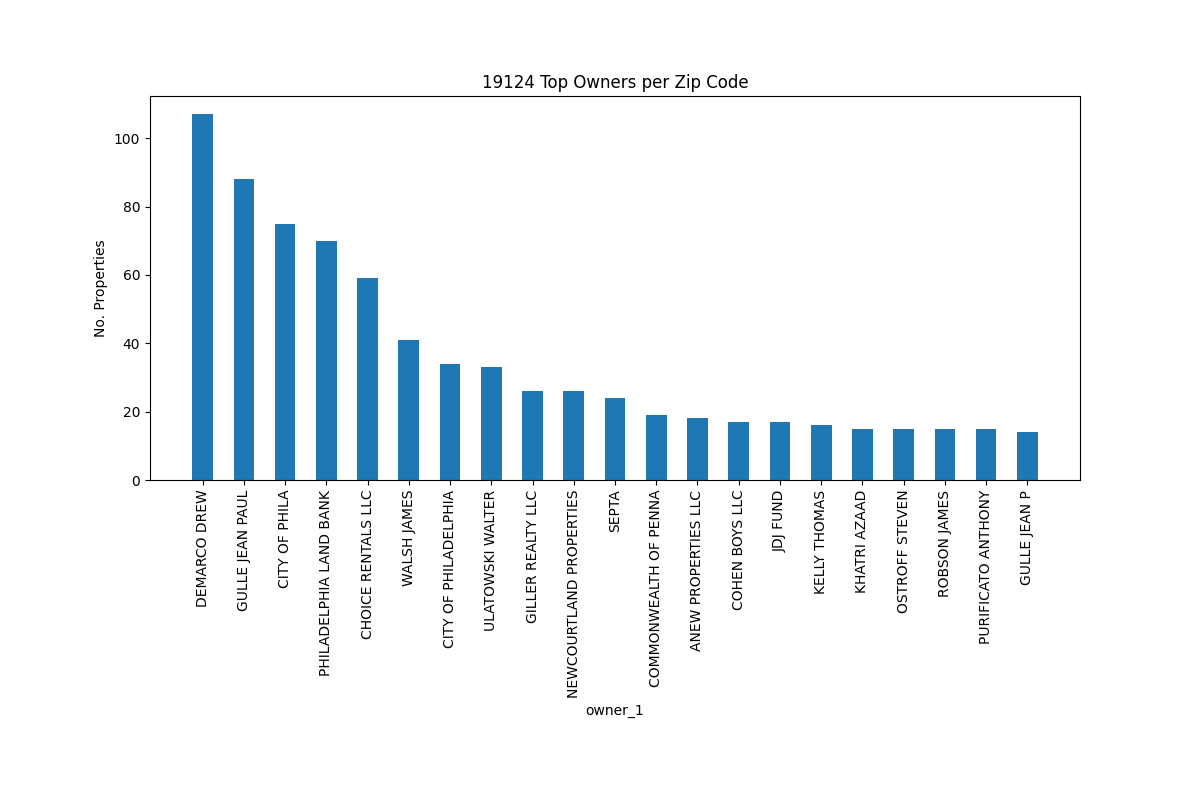 19124 Top Owners per Zip Code
No. Properties
100
80
60
40
20
0
DEMARCO DREW
GULLE JEAN PAUL
CITY OF PHILA
PHILADELPHIA LAND BANK
CHOICE RENTALS LLC
WALSH JAMES
CITY OF PHILADELPHIA
ULATOWSKI WALTER
GILLER REALTY LLC
NEWCOURTLAND PROPERTIES
SEPTA
COMMONWEALTH OF PENNA
ANEW PROPERTIES LLC
COHEN BOYS LLC
JDJ FUND
KELLY THOMAS
KHATRI AZAAD
OSTROFF STEVEN
ROBSON JAMES
PURIFICATO ANTHONY
GULLE JEAN P
owner_1